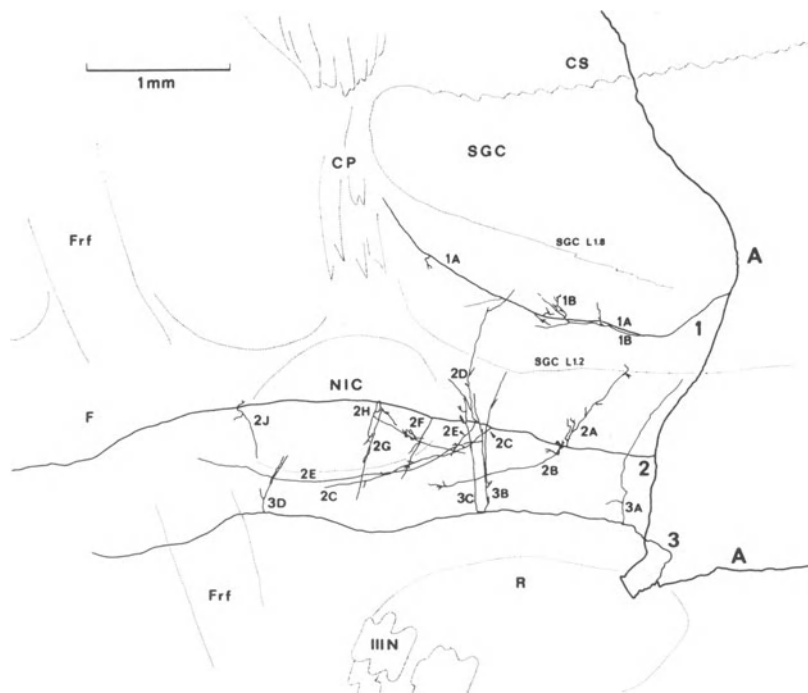 CS
1mm
SGC
CP
Frf
SGC L1.8
A
1A
1B
1A
1B
1
SGC L1.2
2D
NIC
F
2J
2H
2F
2E
2C
2A
2G
2B
2
2E
2C
3D
3C
3B
3A
3
A
Frf
R
IIIN